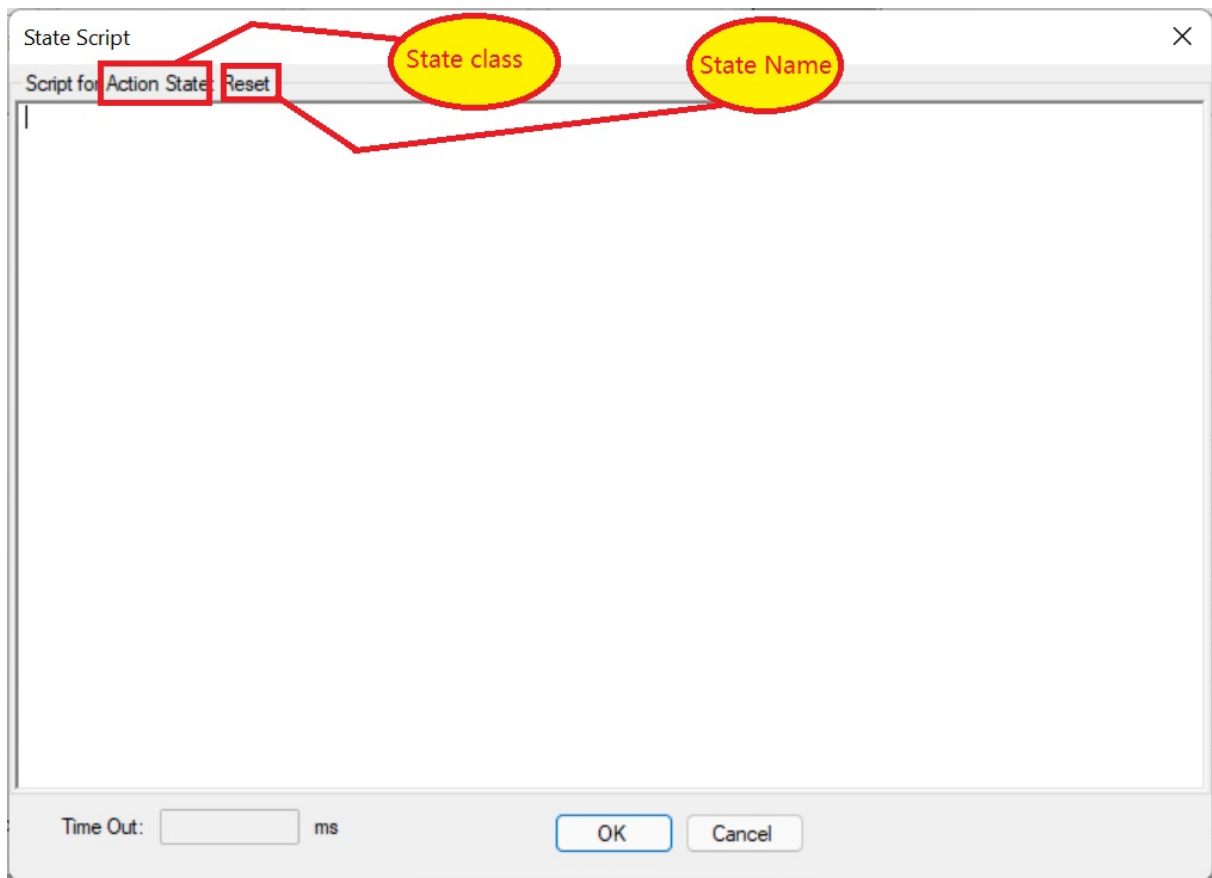 State Script
State class
State Name
Script for Action State: Reset
Time Out:
ms
OK
Cancel